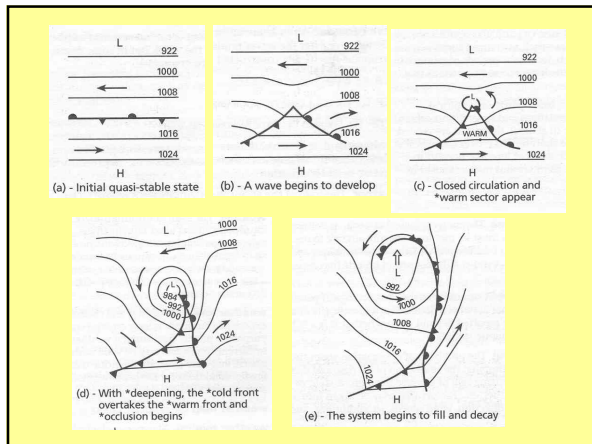 L
922
1000
1008
1016
1024
H
(a) - Initial quasi-stable state
L
922
1000
1008
1016
1024
H
(b) - A wave begins to develop
L
922
1000
L
1008
1016
WARM
1024
H
(c) - Closed circulation and
*warm sector appear
L
1000
1008
1016
L
984
992
1000
1024
H
(d) - With *deepening, the *cold front
overtakes the *warm front and
*occlusion begins
L
992
1000
1008
1016
1024
H
(e) - The system begins to fill and decay